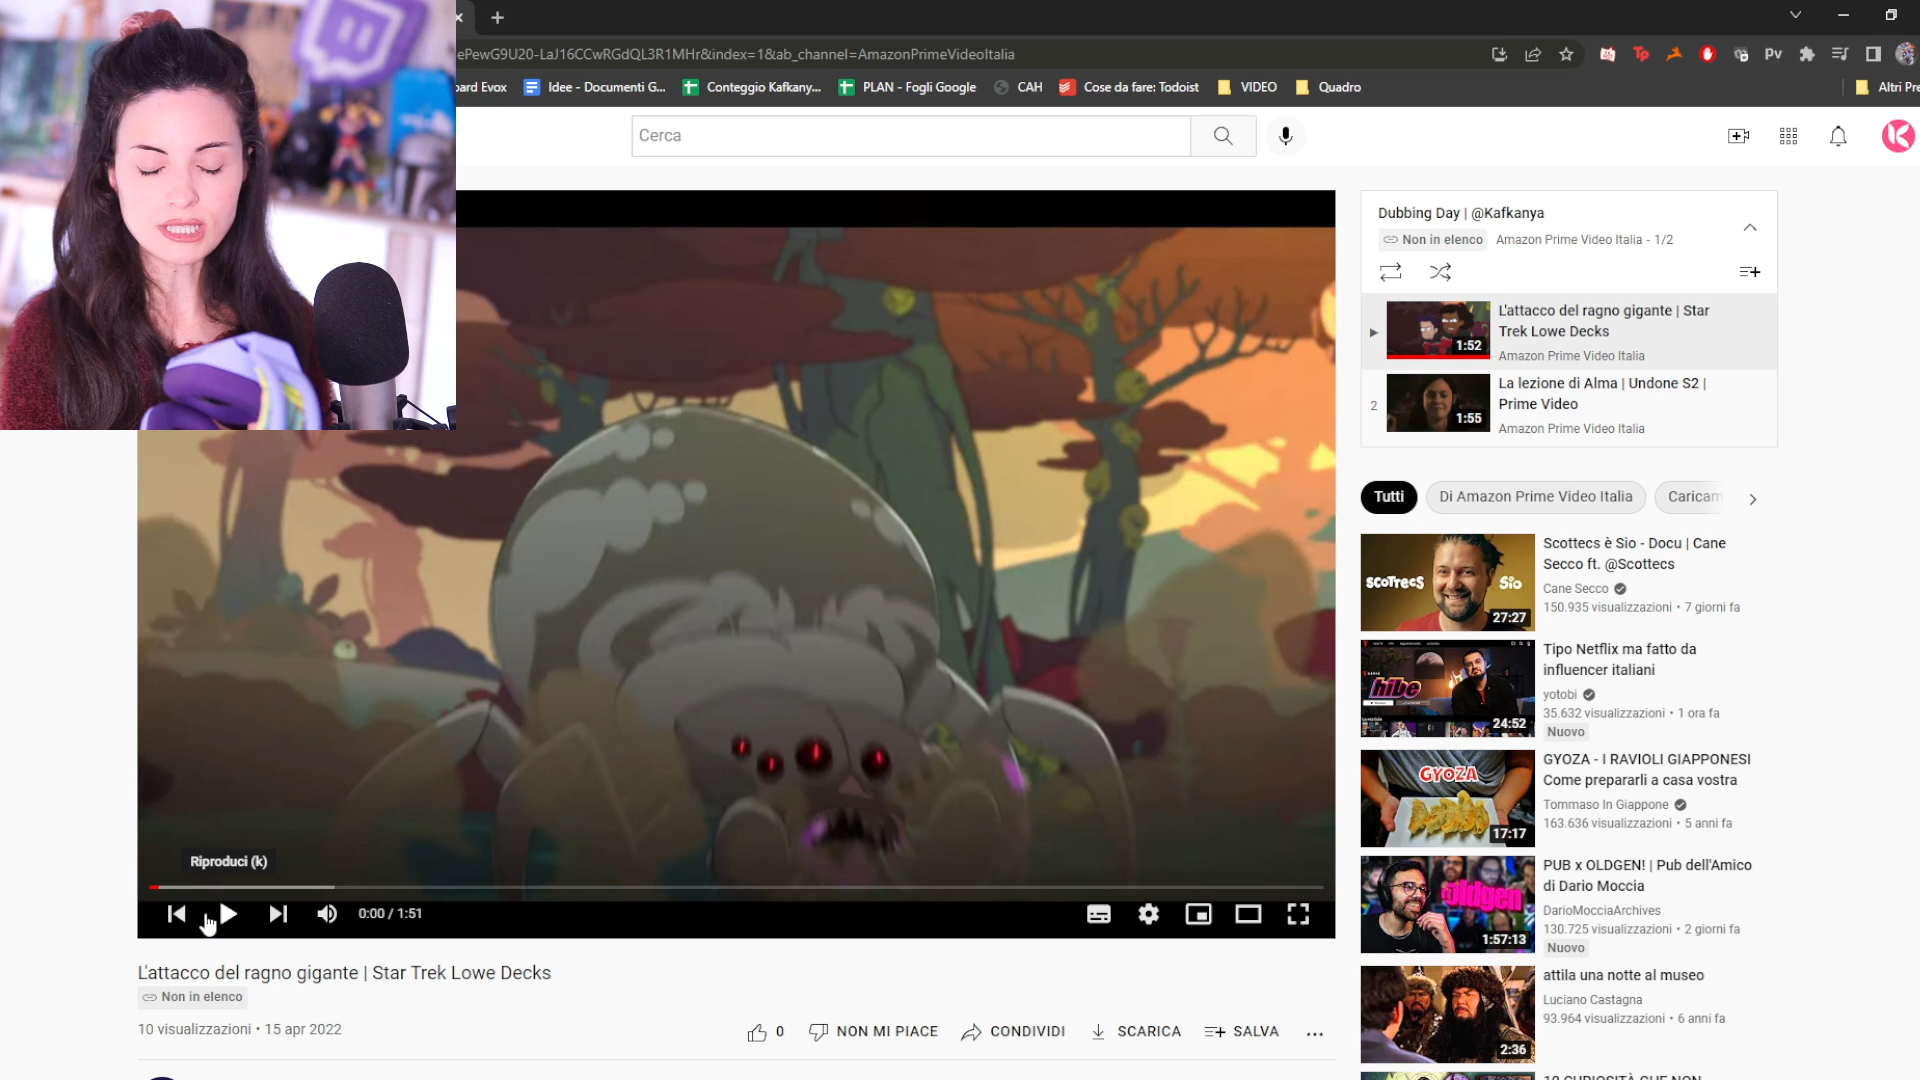 ePewG9U20-LaJ16CCwRGdQL3R1MHr&index=1&ab_channel=AmazonPrimeVideoItalia
Tp
Pv
oard Evox
Idee - Documenti G...
Conteggio Kafkany...
PLAN - Fogli Google
CAH
Cose da fare: Todoist
VIDEO
Quadro
Altri Pre
Cerca
Dubbing Day | @Kafkanya
Non in elenco
Amazon Prime Video Italia - 1/2
L'attacco del ragno gigante | Star
Trek Lowe Decks
Amazon Prime Video Italia
1:52
2
La lezione di Alma | Undone S2 |
Prime Video
Amazon Prime Video Italia
1:55
Tutti
Di Amazon Prime Video Italia
Caricam
SCOTTECS
SIO
27:27
Scottecs è Sio - Docu | Cane
Secco ft. @Scottecs
Cane Secco
150.935 visualizzazioni • 7 giorni fa
hibe
24:52
Tipo Netflix ma fatto da
influencer italiani
yotobi
35.632 visualizzazioni • 1 ora fa
Nuovo
GYOZA
17:17
GYOZA - I RAVIOLI GIAPPONESI
Come prepararli a casa vostra
Tommaso In Giappone
163.636 visualizzazioni • 5 anni fa
oldgen
1:57:13
PUB x OLDGEN! | Pub dell'Amico
di Dario Moccia
DarioMocciaArchives
130.725 visualizzazioni • 2 giorni fa
Nuovo
2:36
attila una notte al museo
Luciano Castagna
93.964 visualizzazioni • 6 anni fa
10 CURIOSITÀ CHE NON
Riproduci (k)
0:00 / 1:51
L'attacco del ragno gigante | Star Trek Lowe Decks
Non in elenco
10 visualizzazioni • 15 apr 2022
0
NON MI PIACE
CONDIVIDI
SCARICA
SALVA